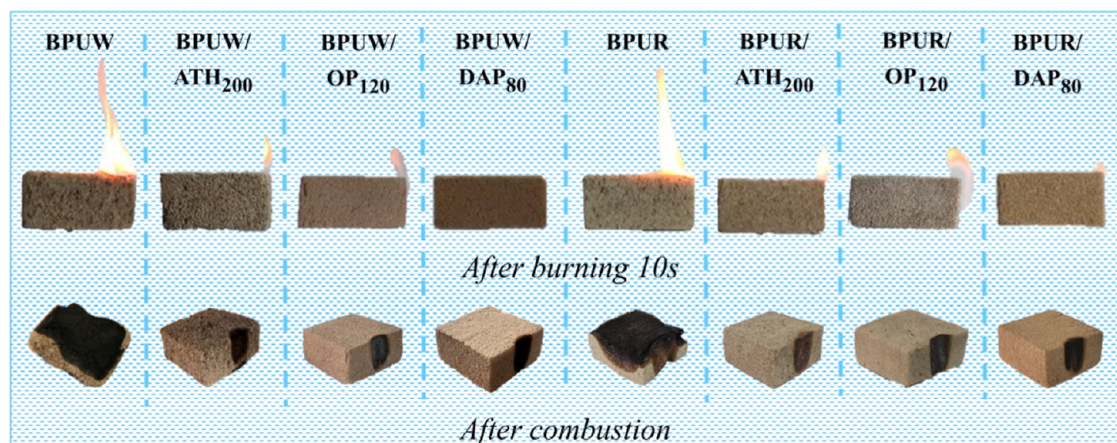 BPUW
BPUW/
ATH200
BPUW/
OP120
BPUW/
DAP80
BPUR
BPUR/
ATH200
BPUR/
OP120
BPUR/
DAP80
After burning 10s
After combustion